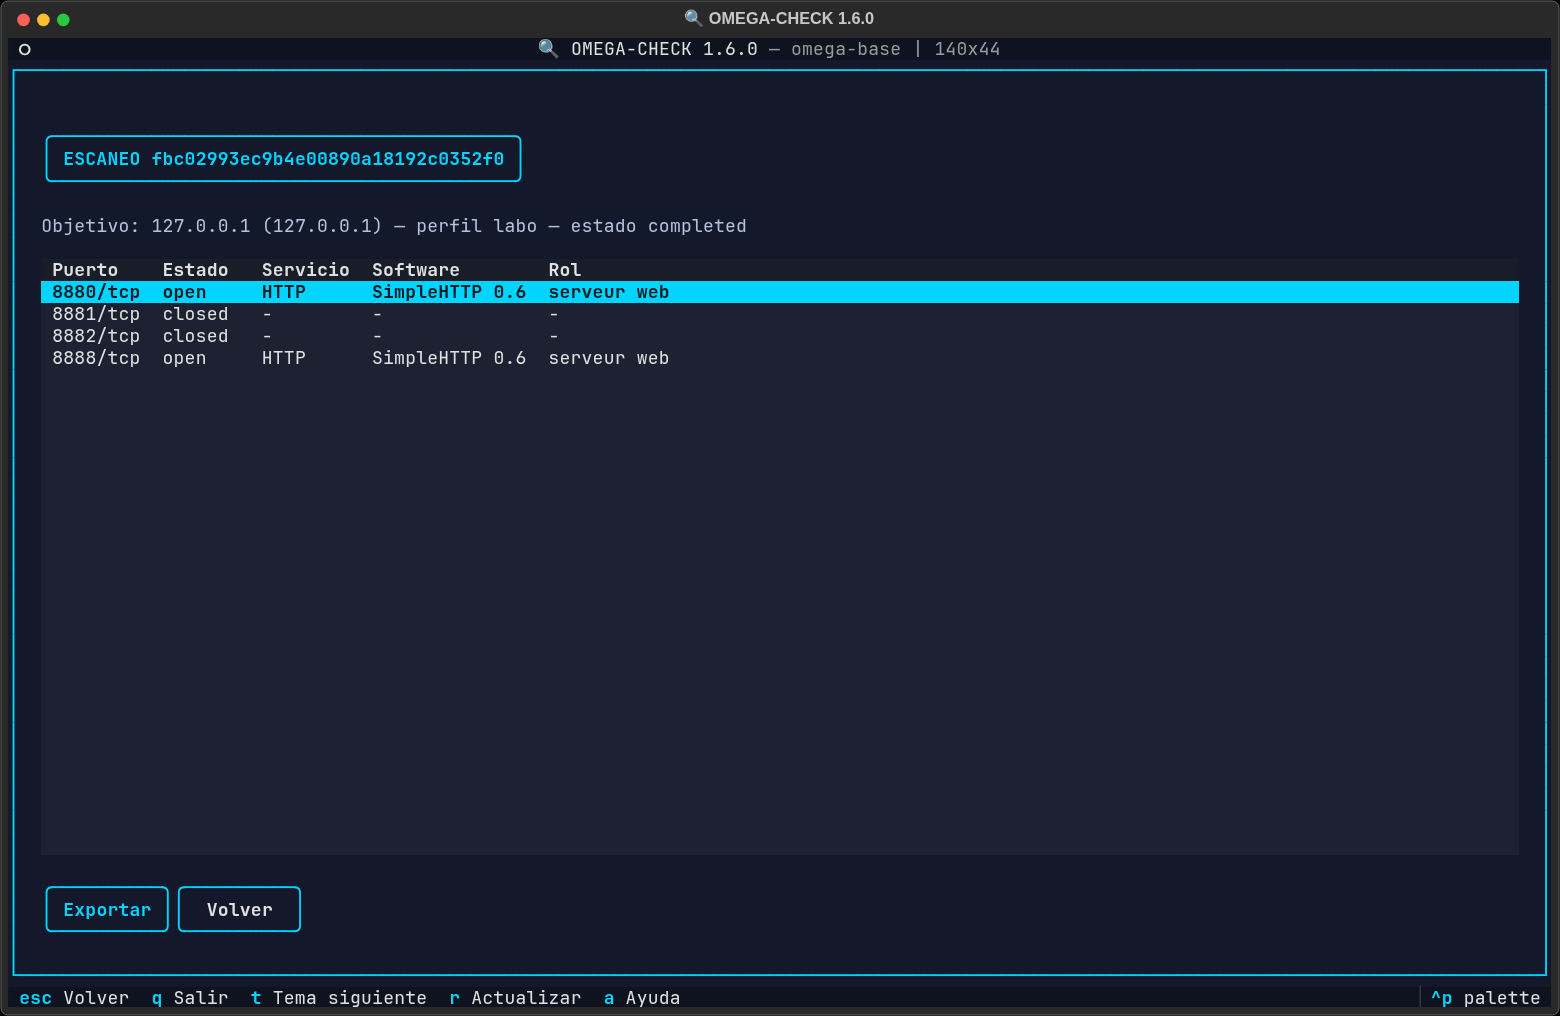 🔍 OMEGA-CHECK 1.6.0
O 🔍 OMEGA-CHECK 1.6.0 — omega-base | 140x44
ESCANEO fbc02993ec9b4e00890a18192c0352f0
Objetivo: 127.0.0.1 (127.0.0.1) — perfil labo — estado completed
Puerto Estado Servicio Software Rol
8880/tcp open HTTP SimpleHTTP 0.6 serveur web
8881/tcp closed - - -
8882/tcp closed - - -
8888/tcp open HTTP SimpleHTTP 0.6 serveur web
Exportar Volver
esc Volver q Salir t Tema siguiente r Actualizar a Ayuda ^p palette